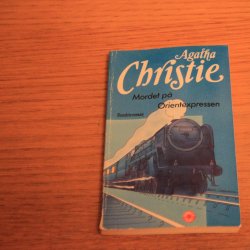 Agatha
Christie
Mordet på
Orientexpressen